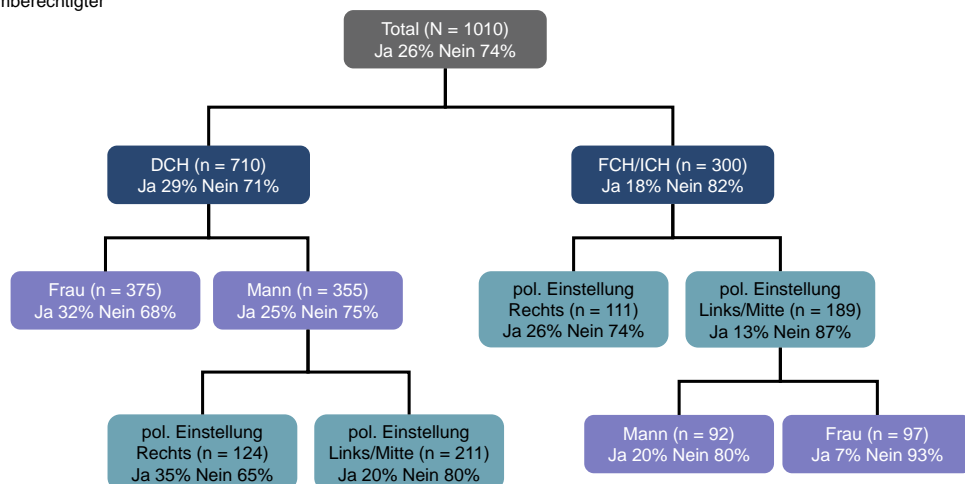 Total (N = 1010)
Ja 26% Nein 74%
DCH (n = 710)
Ja 29% Nein 71%
FCH/ICH (n = 300)
Ja 18% Nein 82%
Frau (n = 375)
Ja 32% Nein 68%
Mann (n = 355)
Ja 25% Nein 75%
pol. Einstellung
Rechts (n = 111)
Ja 26% Nein 74%
pol. Einstellung
Links/Mitte (n = 189)
Ja 13% Nein 87%
pol. Einstellung
Rechts (n = 124)
Ja 35% Nein 65%
pol. Einstellung
Links/Mitte (n = 211)
Ja 20% Nein 80%
Mann (n = 92)
Ja 20% Nein 80%
Frau (n = 97)
Ja 7% Nein 93%